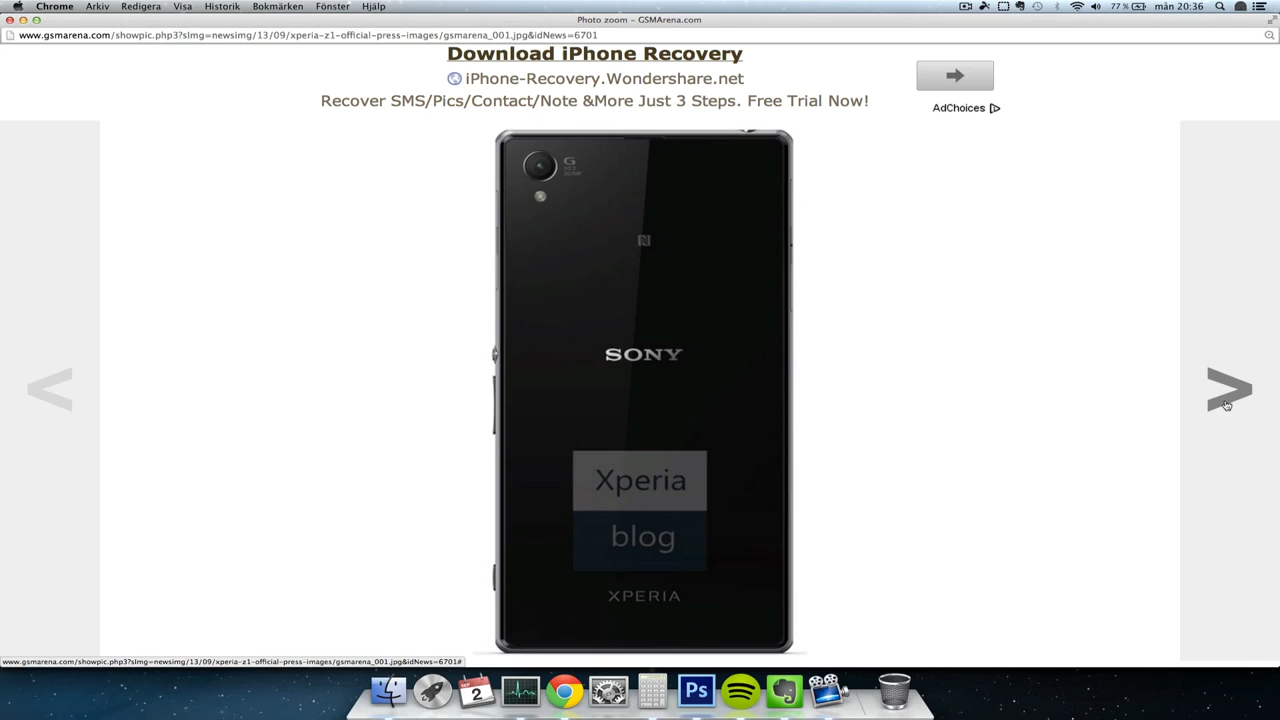 Chrome Arkiv Redigera Visa Historik Bokmärken Fönster Hjälp 77 % mån 20:36
Photo zoom – GSMArena.com
www.gsmarena.com/showpic.php3?sImg=newsimg/13/09/xperia-z1-official-press-images/gsmarena_001.jpg&idNews=6701
Download iPhone Recovery
iPhone-Recovery.Wondershare.net
Recover SMS/Pics/Contact/Note &More Just 3 Steps. Free Trial Now!
AdChoices
G
N
SONY
< >
Xperia
blog
XPERIA
www.gsmarena.com/showpic.php3?sImg=newsimg/13/09/xperia-z1-official-press-images/gsmarena_001.jpg&idNews=6701#
SEP
2
Ps